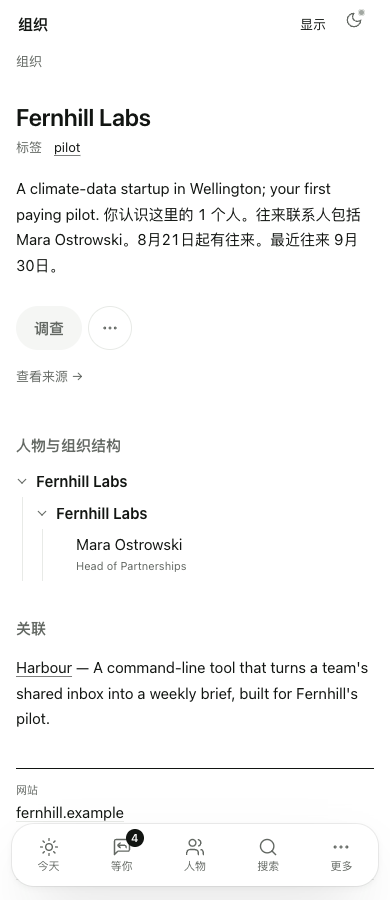 组织
显示
组织
Fernhill Labs
标签 pilot
A climate-data startup in Wellington; your first
paying pilot. 你认识这里的 1 个人。往来联系人包括
Mara Ostrowski。8月21日起有往来。最近往来 9月
30日。
调查
查看来源 →
人物与组织结构
Fernhill Labs
Fernhill Labs
Mara Ostrowski
Head of Partnerships
关联
Harbour — A command-line tool that turns a team's
shared inbox into a weekly brief, built for Fernhill's
pilot.
网站
fernhill.example
4
今天 等你 人物 搜索 更多